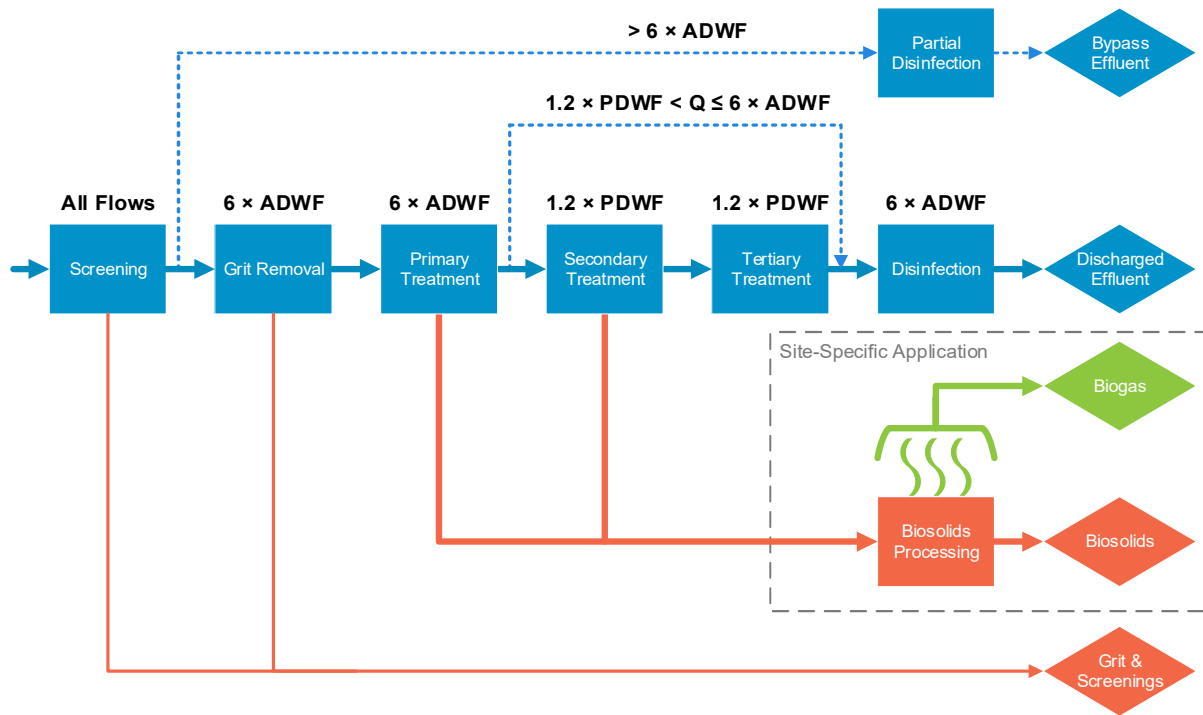 > 6 × ADWF
Partial
Disinfection
Bypass
Effluent
1.2 × PDWF < Q ≤ 6 × ADWF
All Flows
6 × ADWF
6 × ADWF
1.2 × PDWF
1.2 × PDWF
6 × ADWF
Screening
Grit Removal
Primary
Treatment
Secondary
Treatment
Tertiary
Treatment
Disinfection
Discharged
Effluent
Site-Specific Application
Biogas
Biosolids
Processing
Biosolids
Grit &
Screenings